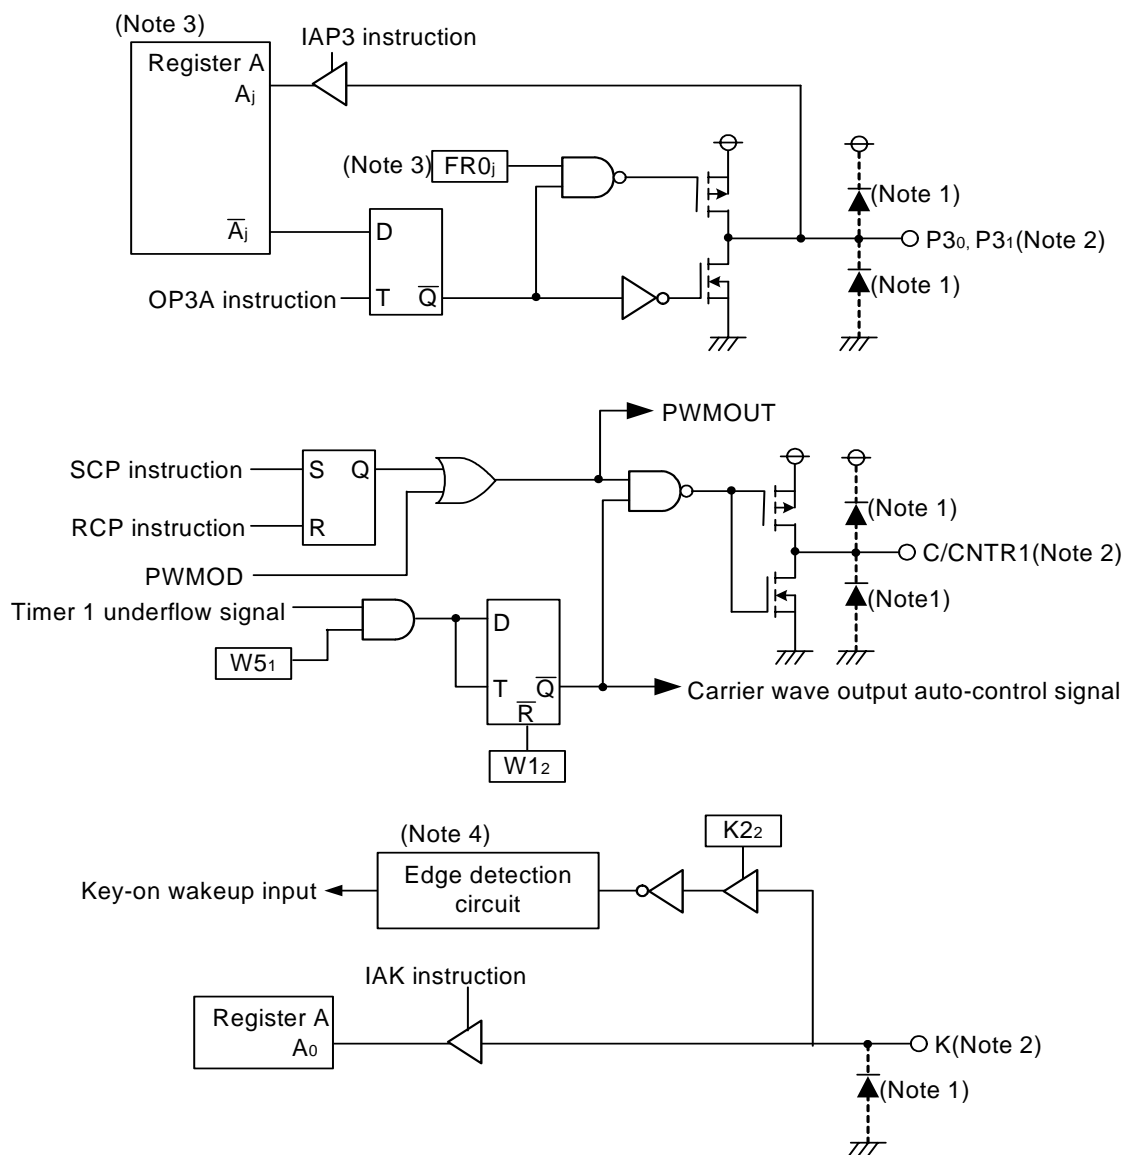 (Note 3)
IAP3 instruction
Register A
Aj
(Note 3) FR0j
(Note 1)
A̅j
D
P30, P31(Note 2)
(Note 1)
OP3A instruction
T Q̅
PWMOUT
SCP instruction
S Q
(Note 1)
RCP instruction
R
C/CNTR1(Note 2)
PWMOD
(Note1)
Timer 1 underflow signal
D
W51
T Q̅
Carrier wave output auto-control signal
R̅
W12
K22
(Note 4)
Edge detection
circuit
Key-on wakeup input
IAK instruction
Register A
A0
K(Note 2)
(Note 1)